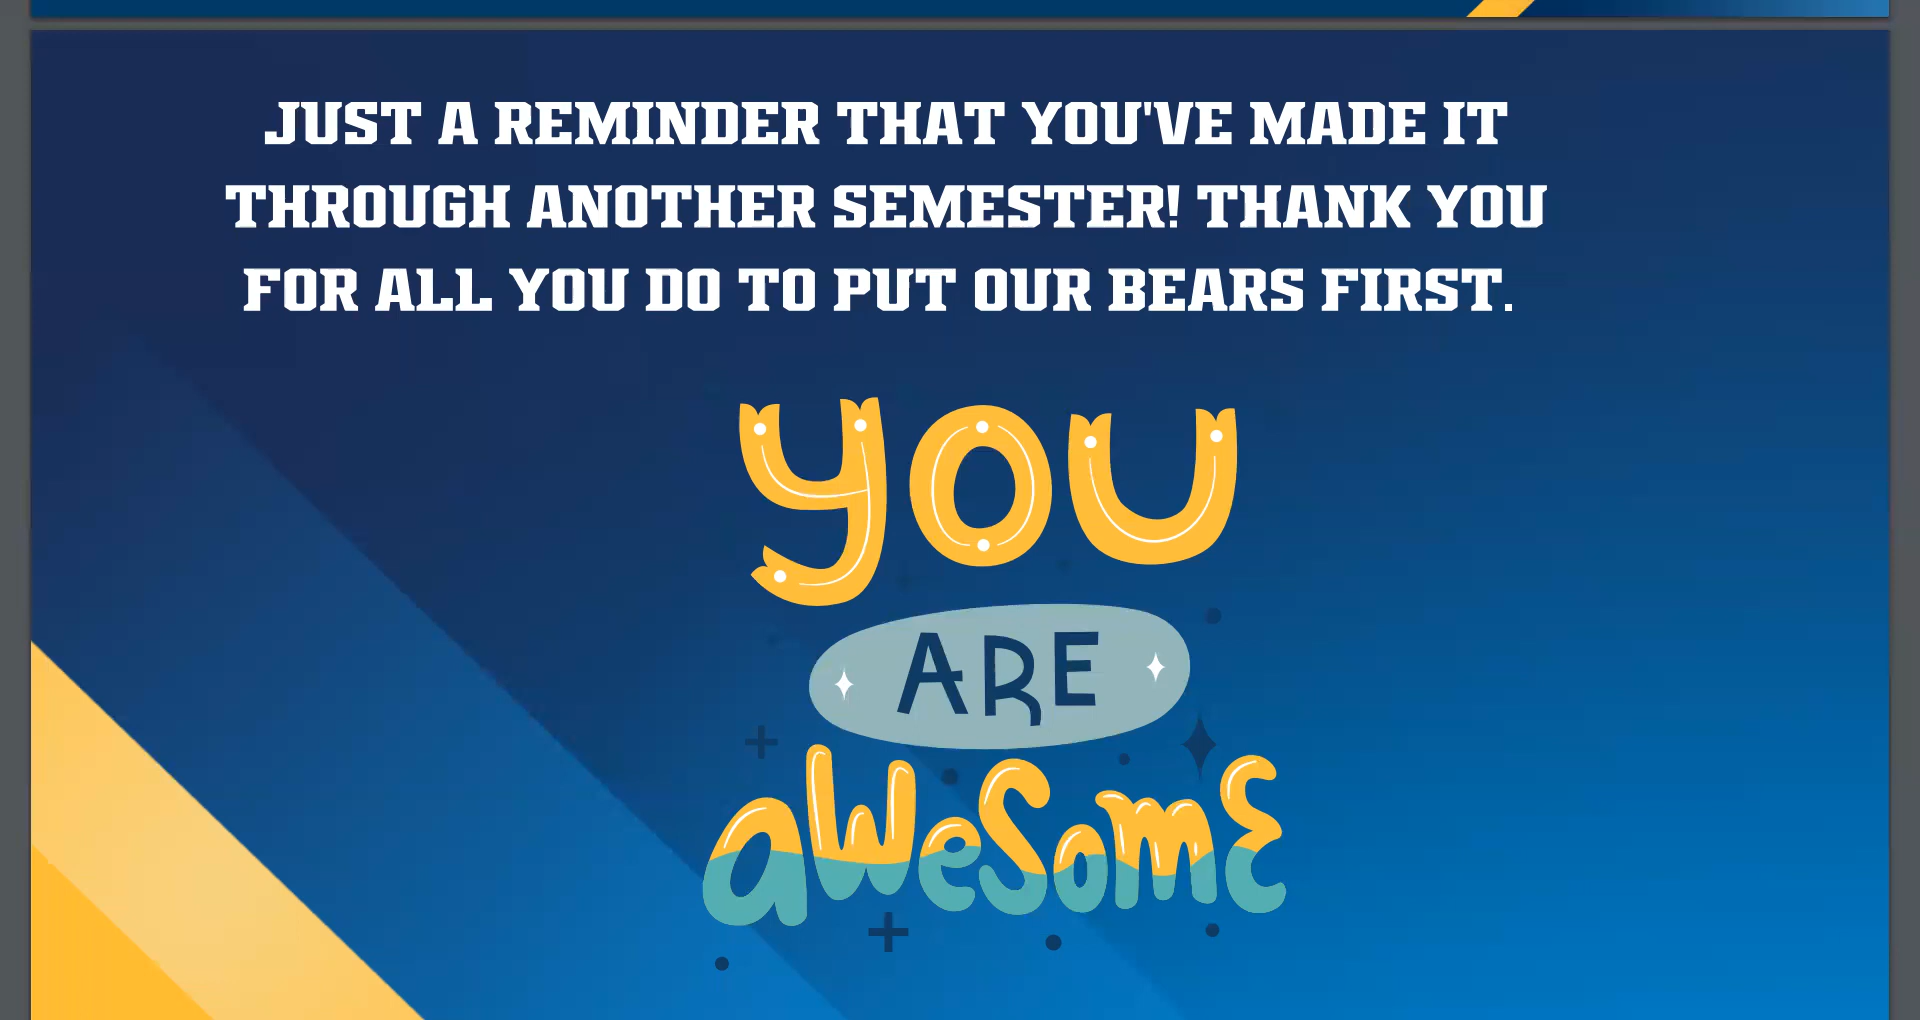 JUST A REMINDER THAT YOU'VE MADE IT
THROUGH ANOTHER SEMESTER! THANK YOU
FOR ALL YOU DO TO PUT OUR BEARS FIRST.
YOU
ARE
aWeSomE